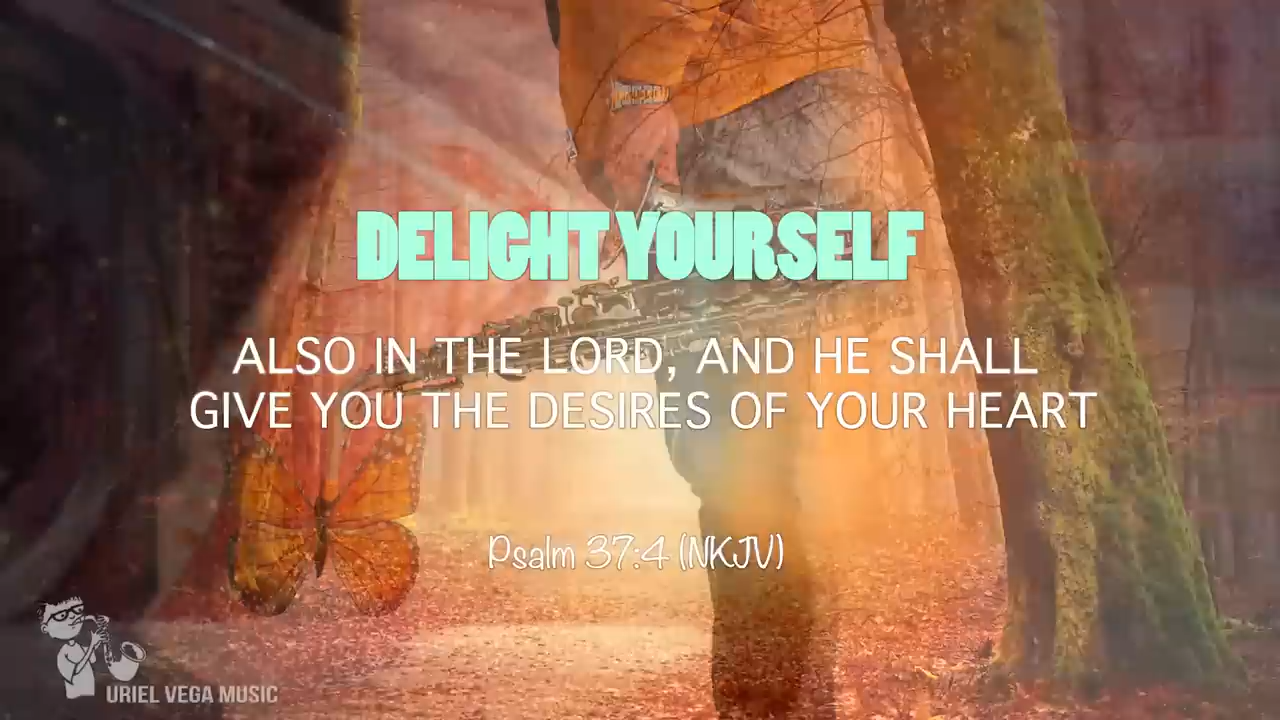 DELIGHT YOURSELF
ALSO IN THE LORD, AND HE SHALL
GIVE YOU THE DESIRES OF YOUR HEART
Psalm 37:4 (NKJV)
URIEL VEGA MUSIC